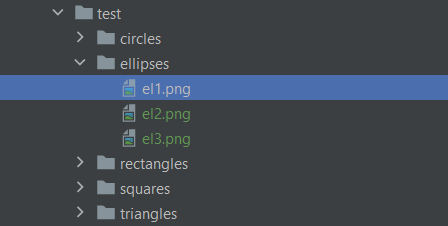 test
circles
ellipses
el1.png
el2.png
el3.png
rectangles
squares
triangles